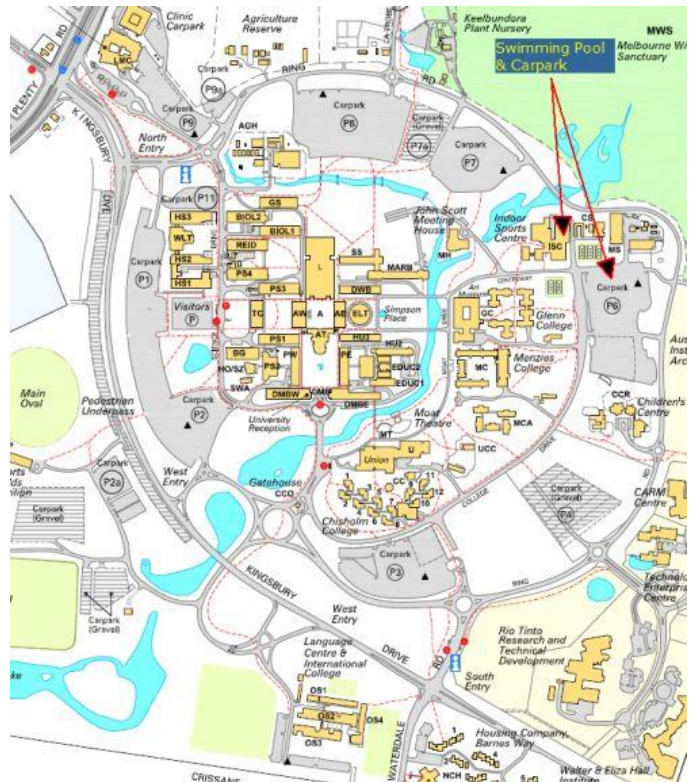 Clinic
Carpark
Agriculture
Reserve
Keelbundora
Plant Nursery
MWS
Melbourne Wi
Sanctuary
Swimming Pool
& Carpark
LMC
PLENTY
RD
KINGSBURY
DVE
RING
RD
Carpark
P9
Carpark
P9a
Carpark
P8
Carpark
(Gravel)
P7a
Carpark
P7
North
Entry
AGH
Carpark
P11
GS
HS3
BIOL2
WLT
BIOL1
REID
HS2
PS4
HS1
PS3
L
SS
MARB
DWB
John Scott
Meeting
House
MH
Indoor
Sports
Centre
ISC
CS
MS
Carpark
P6
Carpark
P1
Visitors
P
TC
AW
A
AE
ELT
Simpson
Place
Art
Museum
GC
Glenn
College
AT
PS1
PW
PE
HU3
HU2
BG
HO/SZ
PS2
SWA
EDUC2
EDUC1
MC
Menzies
College
DMBW
DMBE
Main
Oval
Pedestrian
Underpass
Carpark
P2
University
Reception
Moat
Theatre
MT
MCA
UCC
CCR
Children's
Centre
Carpark
P2a
West
Entry
Gatehouse
CCO
Union
U
CC
Chisholm
College
COLLEGE
DRIVE
Carpark
(Gravel)
P4
CARM
Centre
Carpark
(Gravel)
Carpark
P3
KINGSBURY
DRIVE
West
Entry
RING
RD
Language
Centre &
International
College
OS1
OS2
OS4
OS3
South
Entry
WATERDALE
RD
Rio Tinto
Research and
Technical
Development
Housing Company,
Barnes Way
NCH
Walter & Eliza Hall
CRISSANE